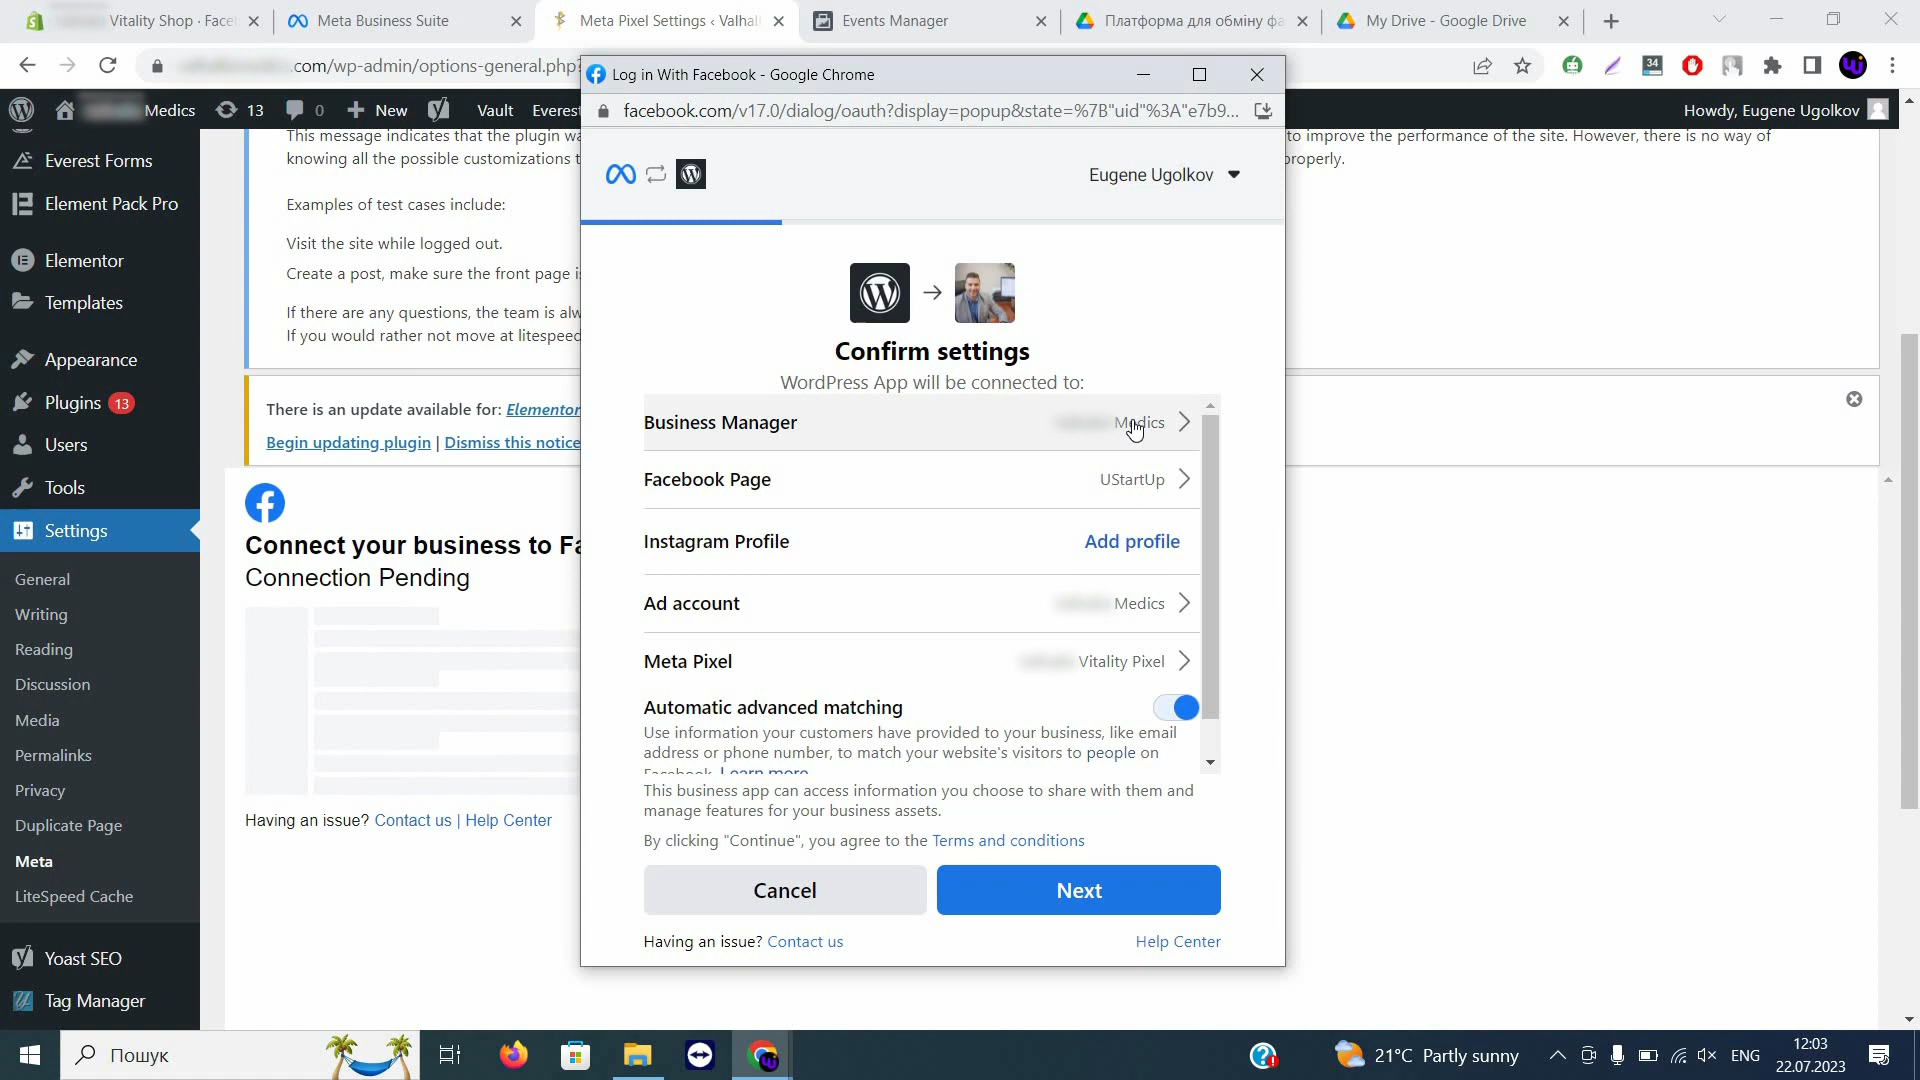 Vitality Shop · Face
Meta Business Suite
Meta Pixel Settings ‹ Valhal
Events Manager
Платформа для обміну фа
My Drive - Google Drive
.com/wp-admin/options-general.php?
34
Medics
13
0
New
Vault
Everest
Howdy, Eugene Ugolkov
Everest Forms
Element Pack Pro
Elementor
Templates
Appearance
Plugins 13
Users
Tools
Settings
General
Writing
Reading
Discussion
Media
Permalinks
Privacy
Duplicate Page
Meta
LiteSpeed Cache
Yoast SEO
Tag Manager
This message indicates that the plugin wa
to improve the performance of the site. However, there is no way of
knowing all the possible customizations t
properly.
Examples of test cases include:
Visit the site while logged out.
Create a post, make sure the front page i
If there are any questions, the team is alw
If you would rather not move at litespeed
There is an update available for: Elementor
Begin updating plugin | Dismiss this notice
Connect your business to Fa
Connection Pending
Having an issue? Contact us | Help Center
Log in With Facebook - Google Chrome
facebook.com/v17.0/dialog/oauth?display=popup&state=%7B"uid"%3A"e7b9...
Eugene Ugolkov
Confirm settings
WordPress App will be connected to:
Business Manager
Medics
Facebook Page
UStartUp
Instagram Profile
Add profile
Ad account
Medics
Meta Pixel
Vitality Pixel
Automatic advanced matching
Use information your customers have provided to your business, like email
address or phone number, to match your website's visitors to people on
Facebook. Learn more
This business app can access information you choose to share with them and
manage features for your business assets.
By clicking "Continue", you agree to the Terms and conditions
Cancel
Next
Having an issue? Contact us
Help Center
Пошук
21°C Partly sunny
ENG
12:03
22.07.2023